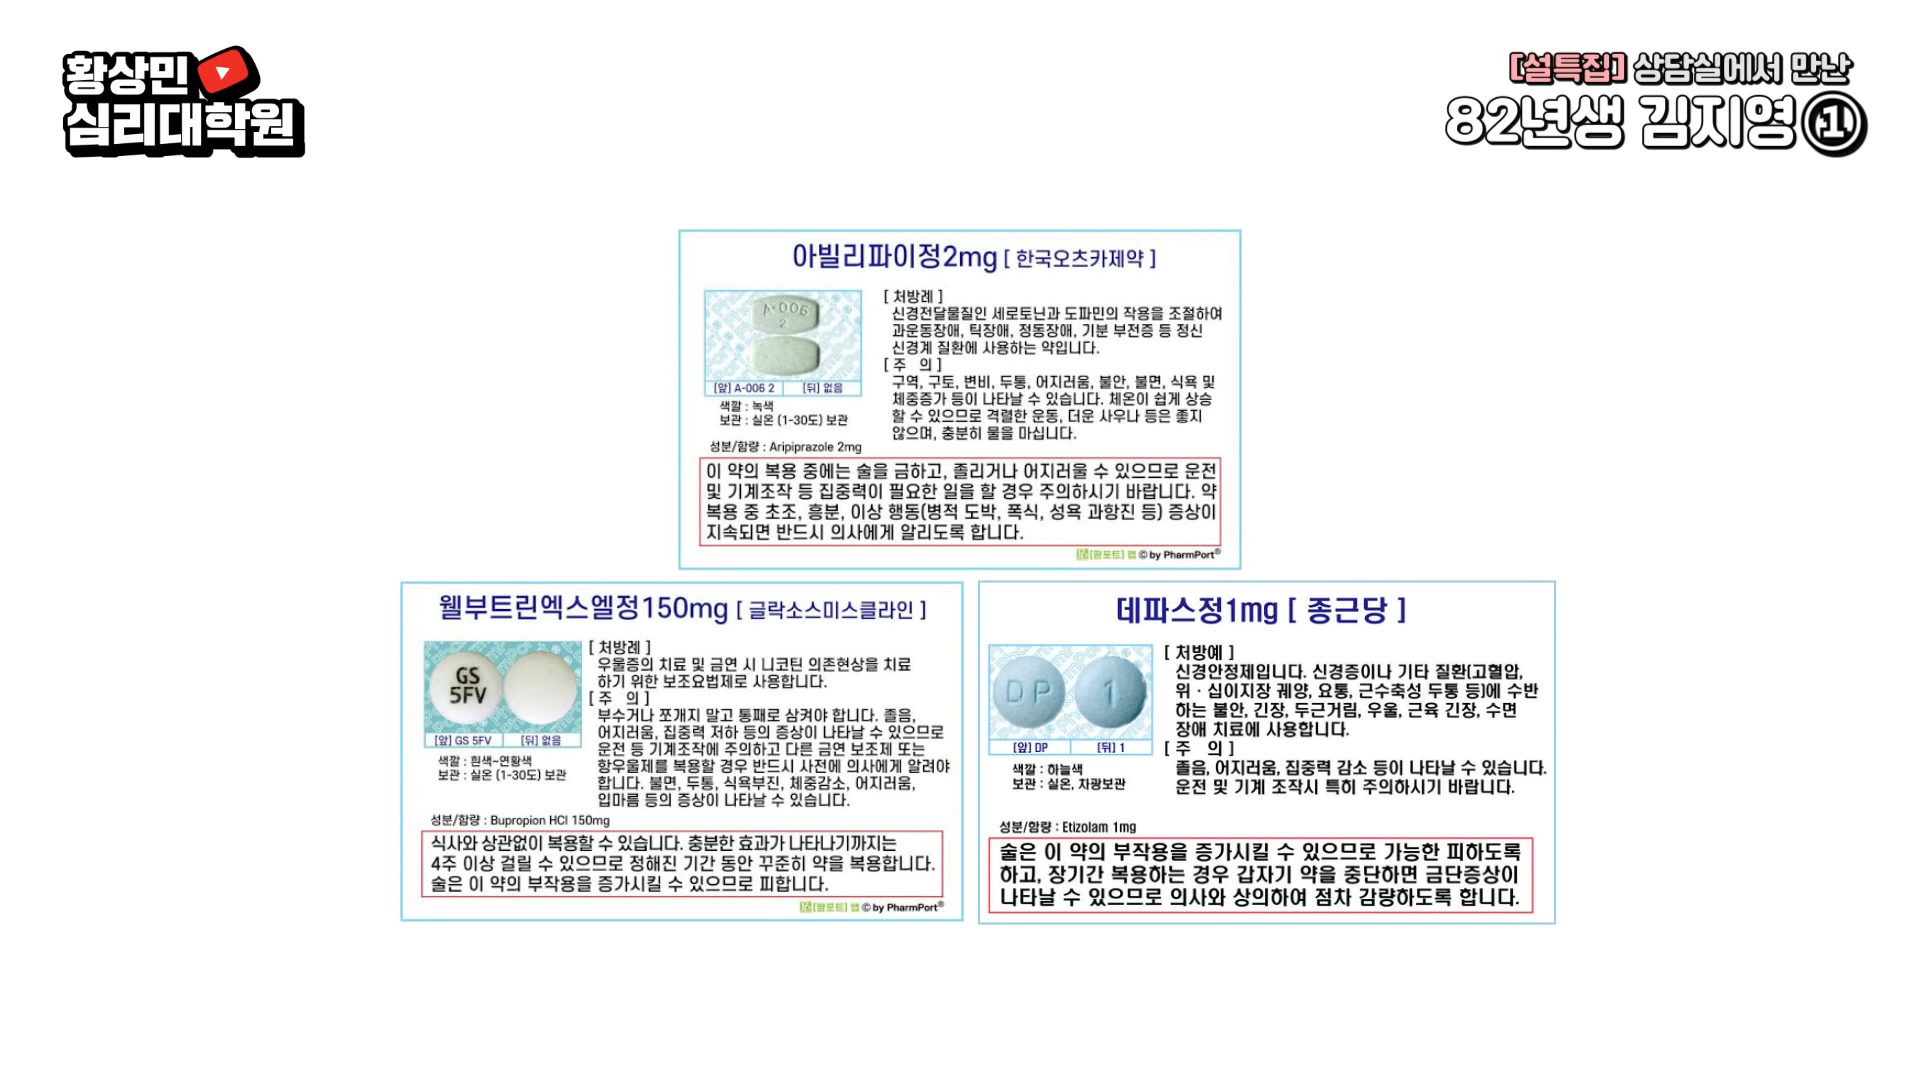 황상민
심리대학원
[설특집] 상담실에서 만난
82년생 김지영 1
아빌리파이정2mg [ 한국오츠카제약 ]
A-006
2
[앞] A-006 2 [뒤] 없음
색깔 : 녹색
보관 : 실온 (1-30도) 보관
성분/함량 : Aripiprazole 2mg
[ 처방례 ]
신경전달물질인 세로토닌과 도파민의 작용을 조절하여
과운동장애, 틱장애, 정동장애, 기분 부전증 등 정신
신경계 질환에 사용하는 약입니다.
[ 주 의 ]
구역, 구토, 변비, 두통, 어지러움, 불안, 불면, 식욕 및
체중증가 등이 나타날 수 있습니다. 체온이 쉽게 상승
할 수 있으므로 격렬한 운동, 더운 사우나 등은 좋지
않으며, 충분히 물을 마십니다.
이 약의 복용 중에는 술을 금하고, 졸리거나 어지러울 수 있으므로 운전
및 기계조작 등 집중력이 필요한 일을 할 경우 주의하시기 바랍니다. 약
복용 중 초조, 흥분, 이상 행동(병적 도박, 폭식, 성욕 과항진 등) 증상이
지속되면 반드시 의사에게 알리도록 합니다.
[팜포트] 맵 © by PharmPort®
웰부트린엑스엘정150mg [ 글락소스미스클라인 ]
GS
5FV
[앞] GS 5FV [뒤] 없음
색깔 : 흰색~연황색
보관 : 실온 (1-30도) 보관
성분/함량 : Bupropion HCl 150mg
[ 처방례 ]
우울증의 치료 및 금연 시 니코틴 의존현상을 치료
하기 위한 보조요법제로 사용합니다.
[ 주 의 ]
부수거나 쪼개지 말고 통째로 삼켜야 합니다. 졸음,
어지러움, 집중력 저하 등의 증상이 나타날 수 있으므로
운전 등 기계조작에 주의하고 다른 금연 보조제 또는
항우울제를 복용할 경우 반드시 사전에 의사에게 알려야
합니다. 불면, 두통, 식욕부진, 체중감소, 어지러움,
입마름 등의 증상이 나타날 수 있습니다.
식사와 상관없이 복용할 수 있습니다. 충분한 효과가 나타나기까지는
4주 이상 걸릴 수 있으므로 정해진 기간 동안 꾸준히 약을 복용합니다.
술은 이 약의 부작용을 증가시킬 수 있으므로 피합니다.
[팜포트] 맵 © by PharmPort®
데파스정1mg [ 종근당 ]
DP 1
[앞] DP [뒤] 1
색깔 : 하늘색
보관 : 실온, 차광보관
성분/함량 : Etizolam 1mg
[ 처방예 ]
신경안정제입니다. 신경증이나 기타 질환(고혈압,
위 · 십이지장 궤양, 요통, 근수축성 두통 등)에 수반
하는 불안, 긴장, 두근거림, 우울, 근육 긴장, 수면
장애 치료에 사용합니다.
[ 주 의 ]
졸음, 어지러움, 집중력 감소 등이 나타날 수 있습니다.
운전 및 기계 조작시 특히 주의하시기 바랍니다.
술은 이 약의 부작용을 증가시킬 수 있으므로 가능한 피하도록
하고, 장기간 복용하는 경우 갑자기 약을 중단하면 금단증상이
나타날 수 있으므로 의사와 상의하여 점차 감량하도록 합니다.